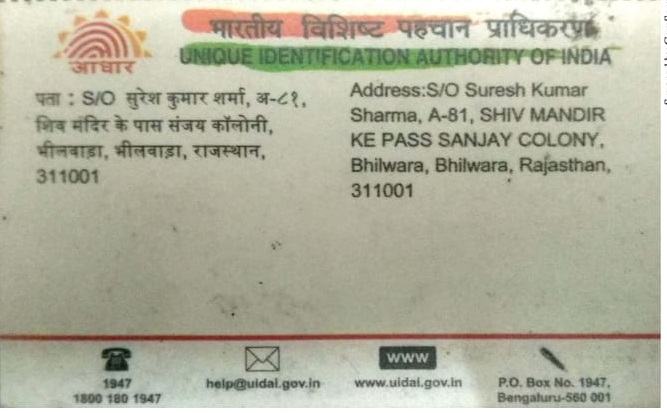 भारतीय विशिष्ट पहचान प्राधिकरण
UNIQUE IDENTIFICATION AUTHORITY OF INDIA
आधार
पता : S/O सुरेश कुमार शर्मा, अ-८१,
शिव मंदिर के पास संजय कॉलोनी,
भीलवाड़ा, भीलवाड़ा, राजस्थान,
311001
Address:S/O Suresh Kumar
Sharma, A-81, SHIV MANDIR
KE PASS SANJAY COLONY,
Bhilwara, Bhilwara, Rajasthan,
311001
1947
1800 180 1947
help@uidai.gov.in
www
www.uidai.gov.in
P.O. Box No. 1947,
Bengaluru-560 001